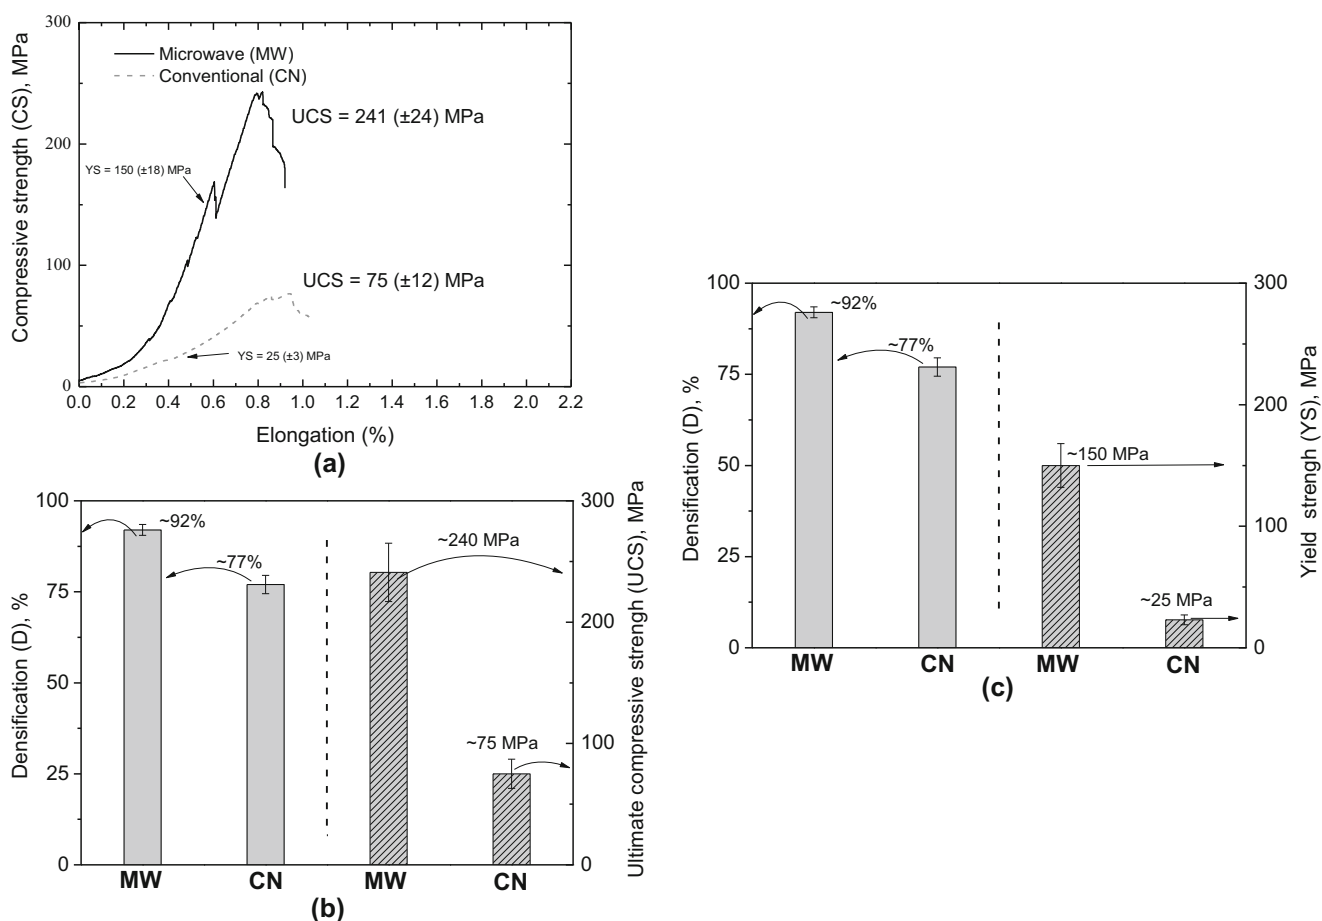 300
200
100
0
Compressive strength (CS), MPa
Microwave (MW)
Conventional (CN)
UCS = 241 (±24) MPa
YS = 150 (±18) MPa
UCS = 75 (±12) MPa
YS = 25 (±3) MPa
0.0 0.2 0.4 0.6 0.8 1.0 1.2 1.4 1.6 1.8 2.0 2.2
Elongation (%)
(a)
100
75
50
25
0
Densification (D), %
~92%
~77%
~240 MPa
~75 MPa
300
200
100
0
Ultimate compressive strengh (UCS), MPa
MW CN MW CN
(b)
100
75
50
25
0
Densification (D), %
~92%
~77%
~150 MPa
~25 MPa
300
200
100
0
Yield strengh (YS), MPa
MW CN MW CN
(c)